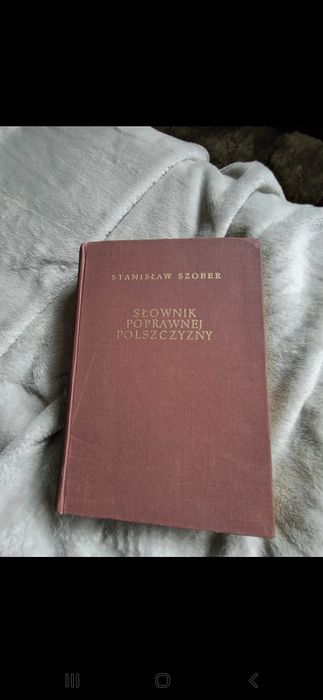 STANISŁAW SZOBER
SŁOWNIK
POPRAWNEJ
POLSZCZYZNY